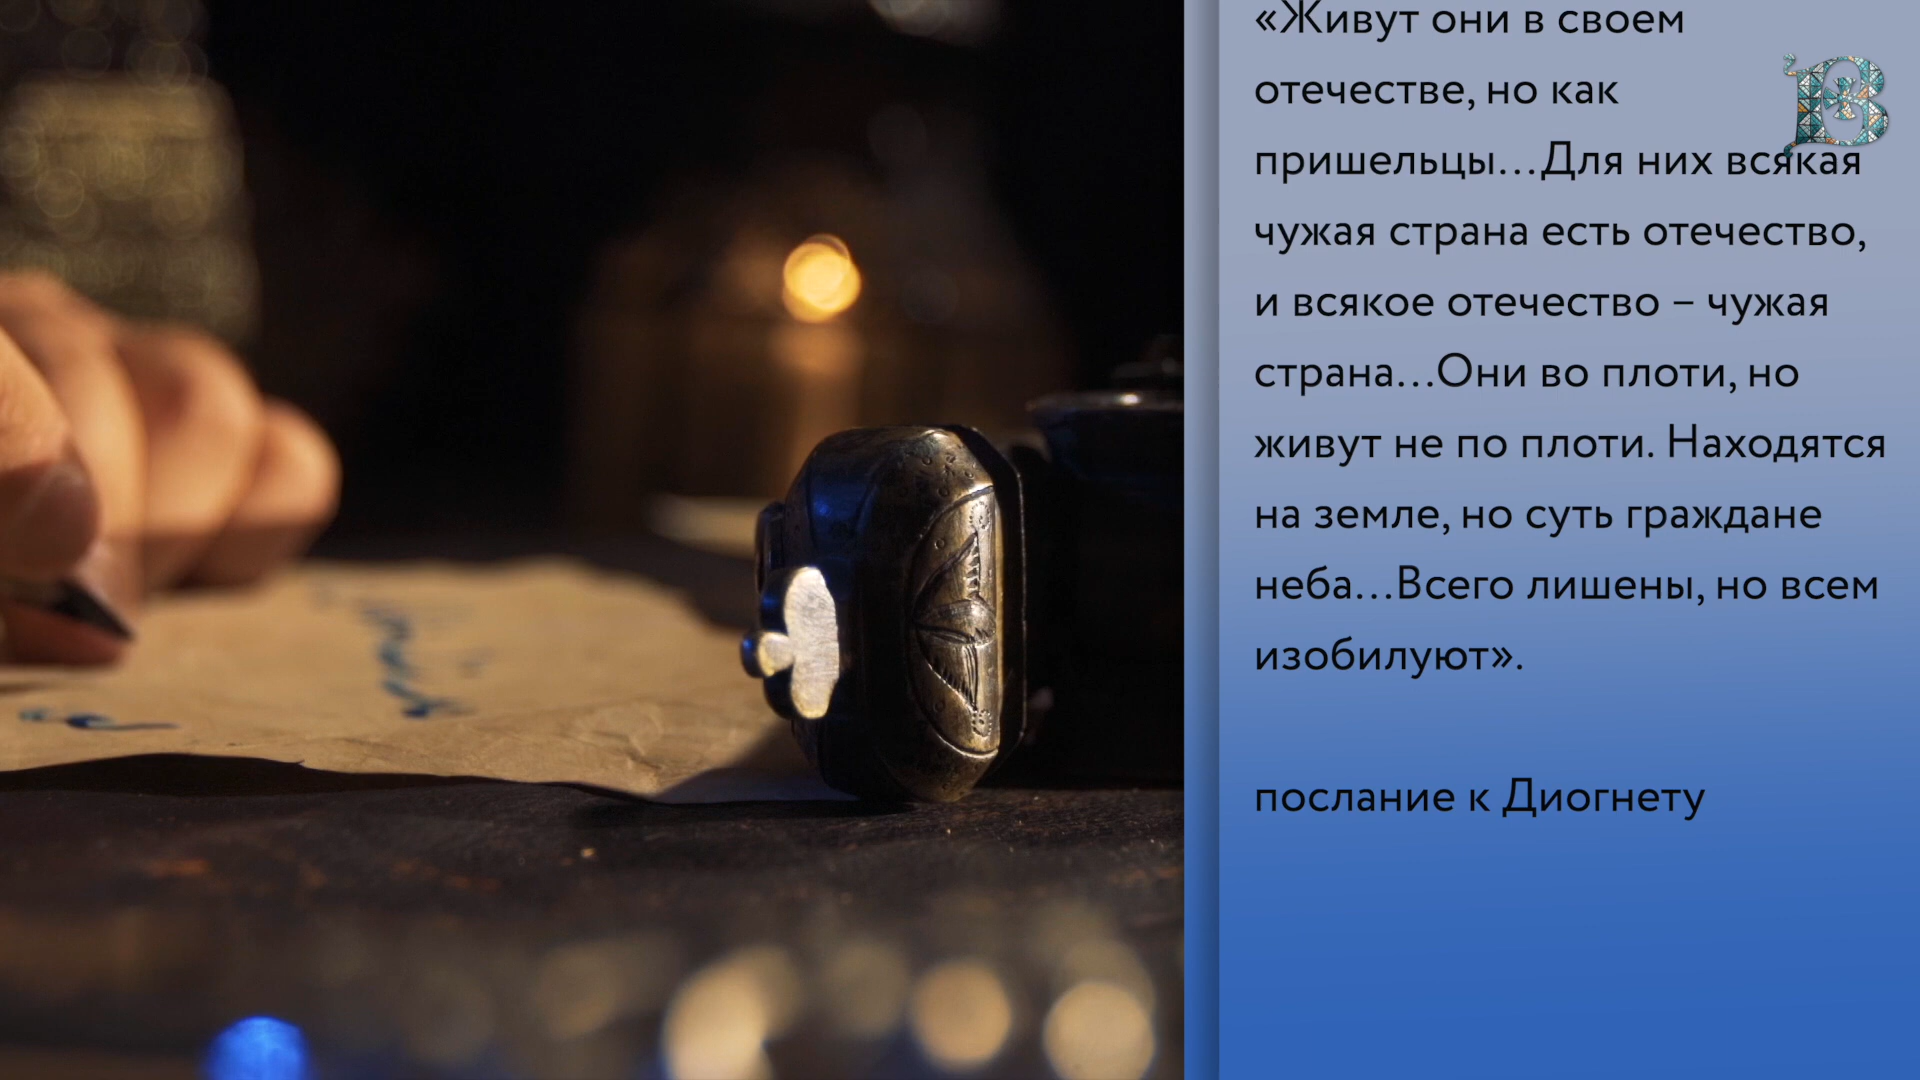 «Живут они в своем
отечестве, но как
пришельцы...Для них всякая
чужая страна есть отечество,
и всякое отечество – чужая
страна...Они во плоти, но
живут не по плоти. Находятся
на земле, но суть граждане
неба...Всего лишены, но всем
изобилуют».
послание к Диогнету